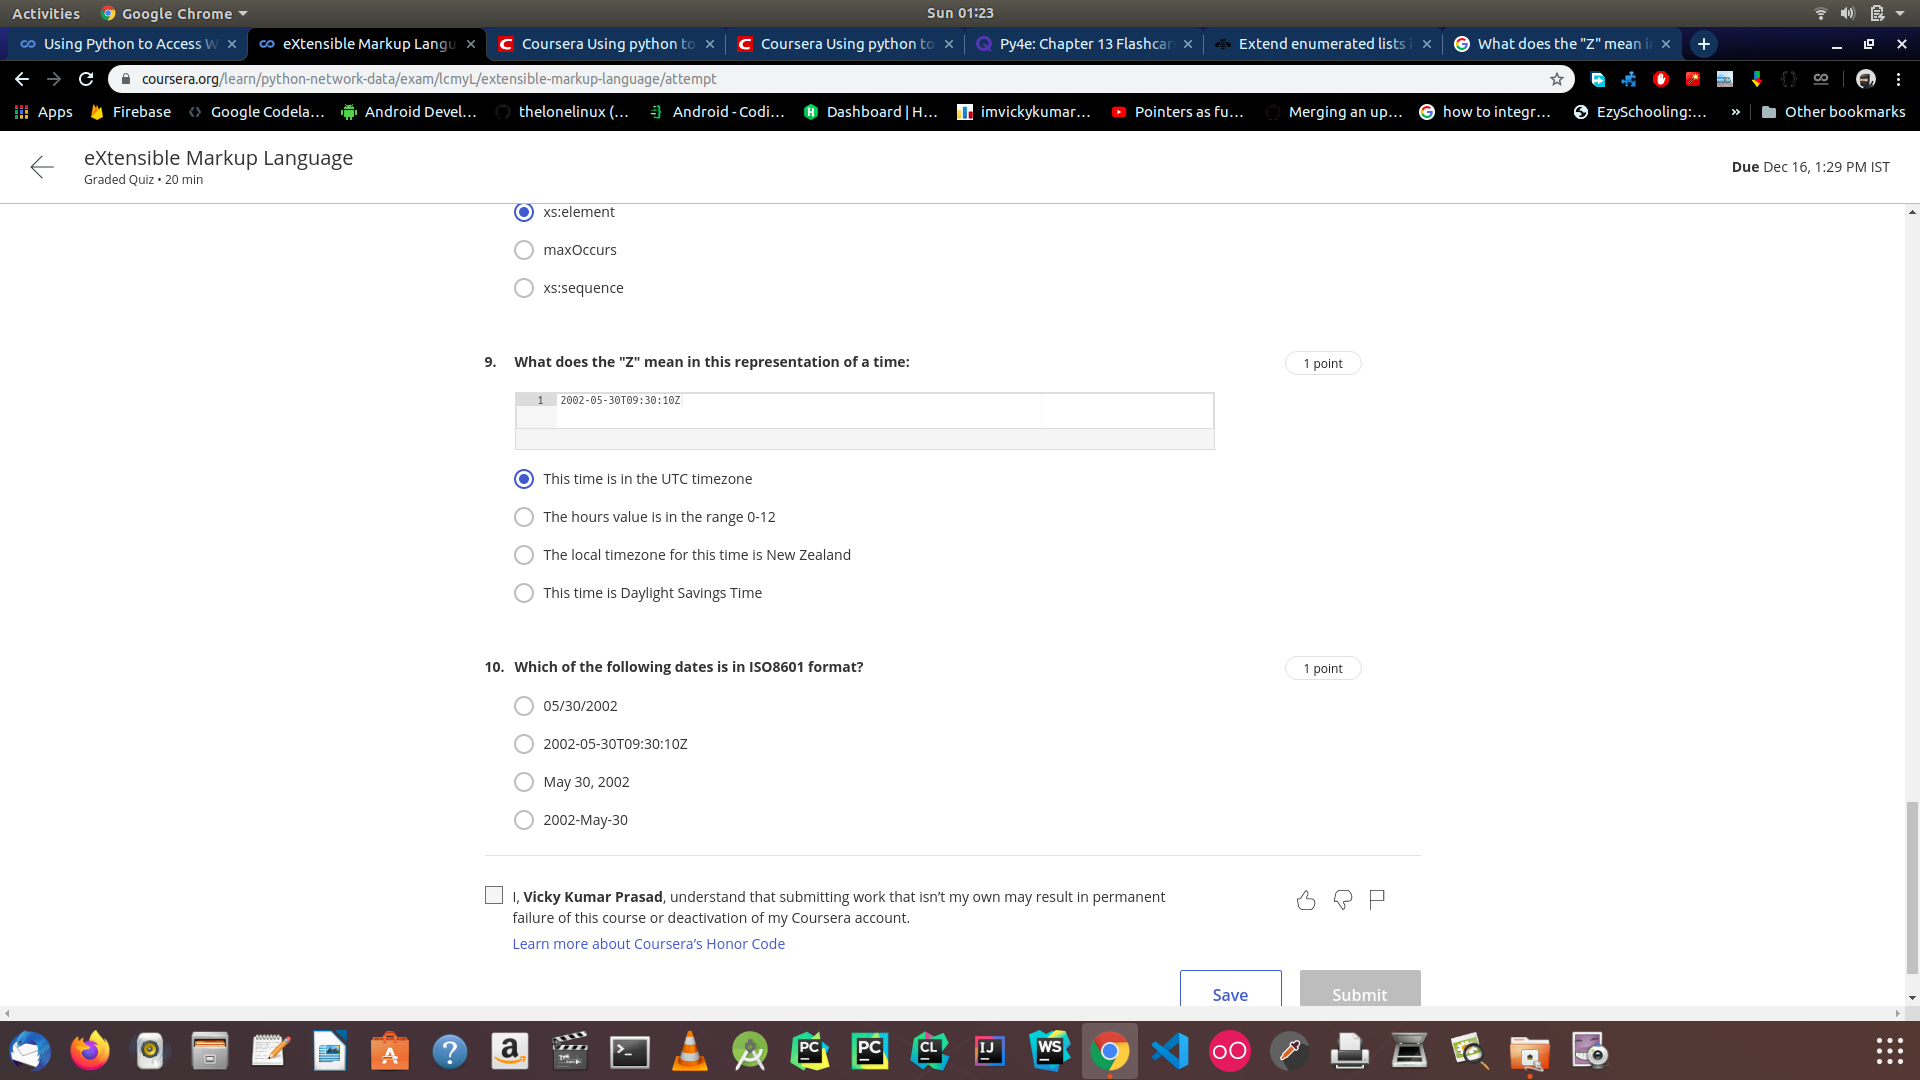 Activities Google Chrome Sun 01:23
Using Python to Access W
eXtensible Markup Langu
Coursera Using python to
Coursera Using python to
Py4e: Chapter 13 Flashcar
Extend enumerated lists i
What does the "Z" mean i
coursera.org/learn/python-network-data/exam/lcmyL/extensible-markup-language/attempt
Apps Firebase Google Codela... Android Devel... thelonelinux (... Android - Codi... Dashboard | H... imvickykumar... Pointers as fu... Merging an up... how to integr... EzySchooling:... » Other bookmarks
eXtensible Markup Language
Graded Quiz • 20 min
Due Dec 16, 1:29 PM IST
xs:element
maxOccurs
xs:sequence
9. What does the "Z" mean in this representation of a time:
1 point
1 2002-05-30T09:30:10Z
This time is in the UTC timezone
The hours value is in the range 0-12
The local timezone for this time is New Zealand
This time is Daylight Savings Time
10. Which of the following dates is in ISO8601 format?
1 point
05/30/2002
2002-05-30T09:30:10Z
May 30, 2002
2002-May-30
I, Vicky Kumar Prasad, understand that submitting work that isn't my own may result in permanent
failure of this course or deactivation of my Coursera account.
Learn more about Coursera's Honor Code
Save
Submit
PC PC CL IJ WS